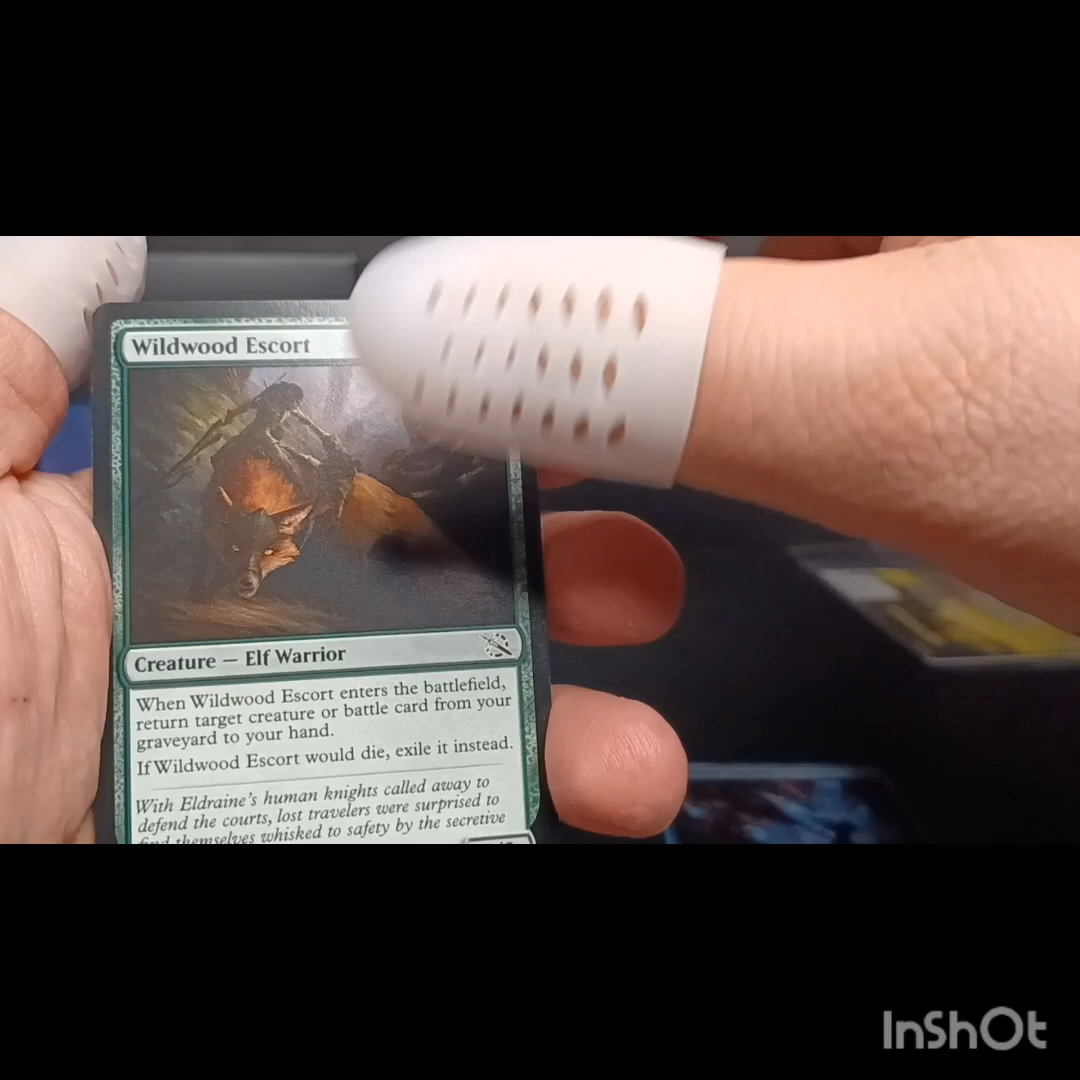 Wildwood Escort
Creature — Elf Warrior
When Wildwood Escort enters the battlefield,
return target creature or battle card from your
graveyard to your hand.
If Wildwood Escort would die, exile it instead.
With Eldraine's human knights called away to
defend the courts, lost travelers were surprised to
find themselves whisked to safety by the secretive
InShOt